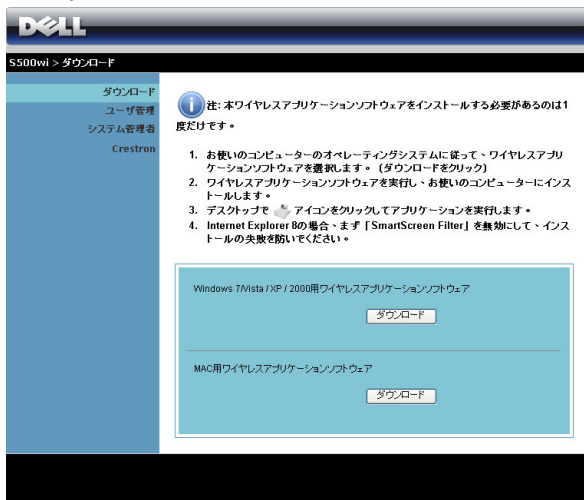 DELL
S500wi > ダウンロード
ダウンロード
ユーザ管理
システム管理者
Crestron
注: 本ワイヤレスアプリケーションソフトウェアをインストールする必要があるのは1
度だけです。
1. お使いのコンピューターのオペレーティングシステムに従って、ワイヤレスアプリ
ケーションソフトウェアを選択します。 (ダウンロードをクリック)
2. ワイヤレスアプリケーションソフトウェアを実行し、お使いのコンピューターにインス
トールします。
3. デスクトップで アイコンをクリックしてアプリケーションを実行します。
4. Internet Explorer 8の場合、まず「SmartScreen Filter」を無効にして、インス
トールの失敗を防いでください。
Windows 7/Vista / XP / 2000用ワイヤレスアプリケーションソフトウェア
ダウンロード
MAC用ワイヤレスアプリケーションソフトウェア
ダウンロード